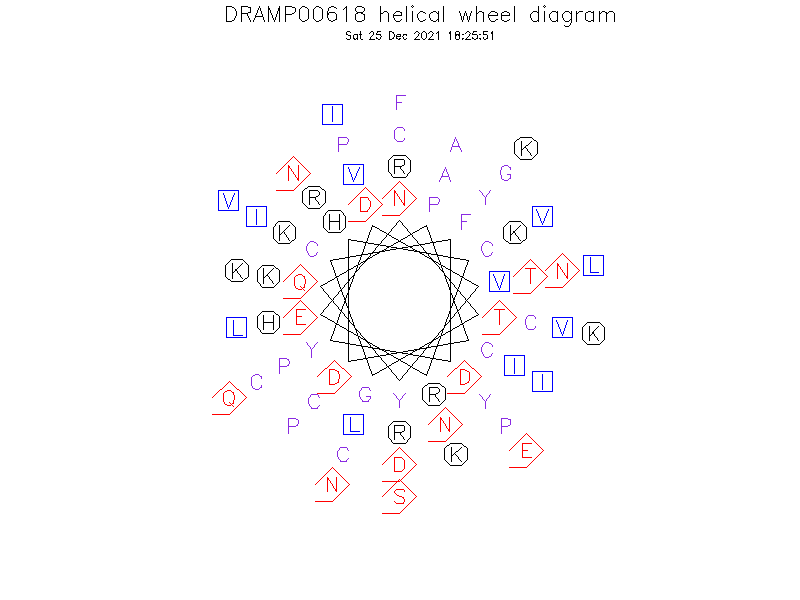 DRAMP00618 helical wheel diagram
Sat 25 Dec 2021 18:25:51
F
I
C
P A K
R
N V A G
V R D N P Y
I H F V
K K
C C
K K Q V T N L
L H E T C V K
Y C
P I
C D D I
Q C G Y R Y
P L R N P
C K E
D
N
S